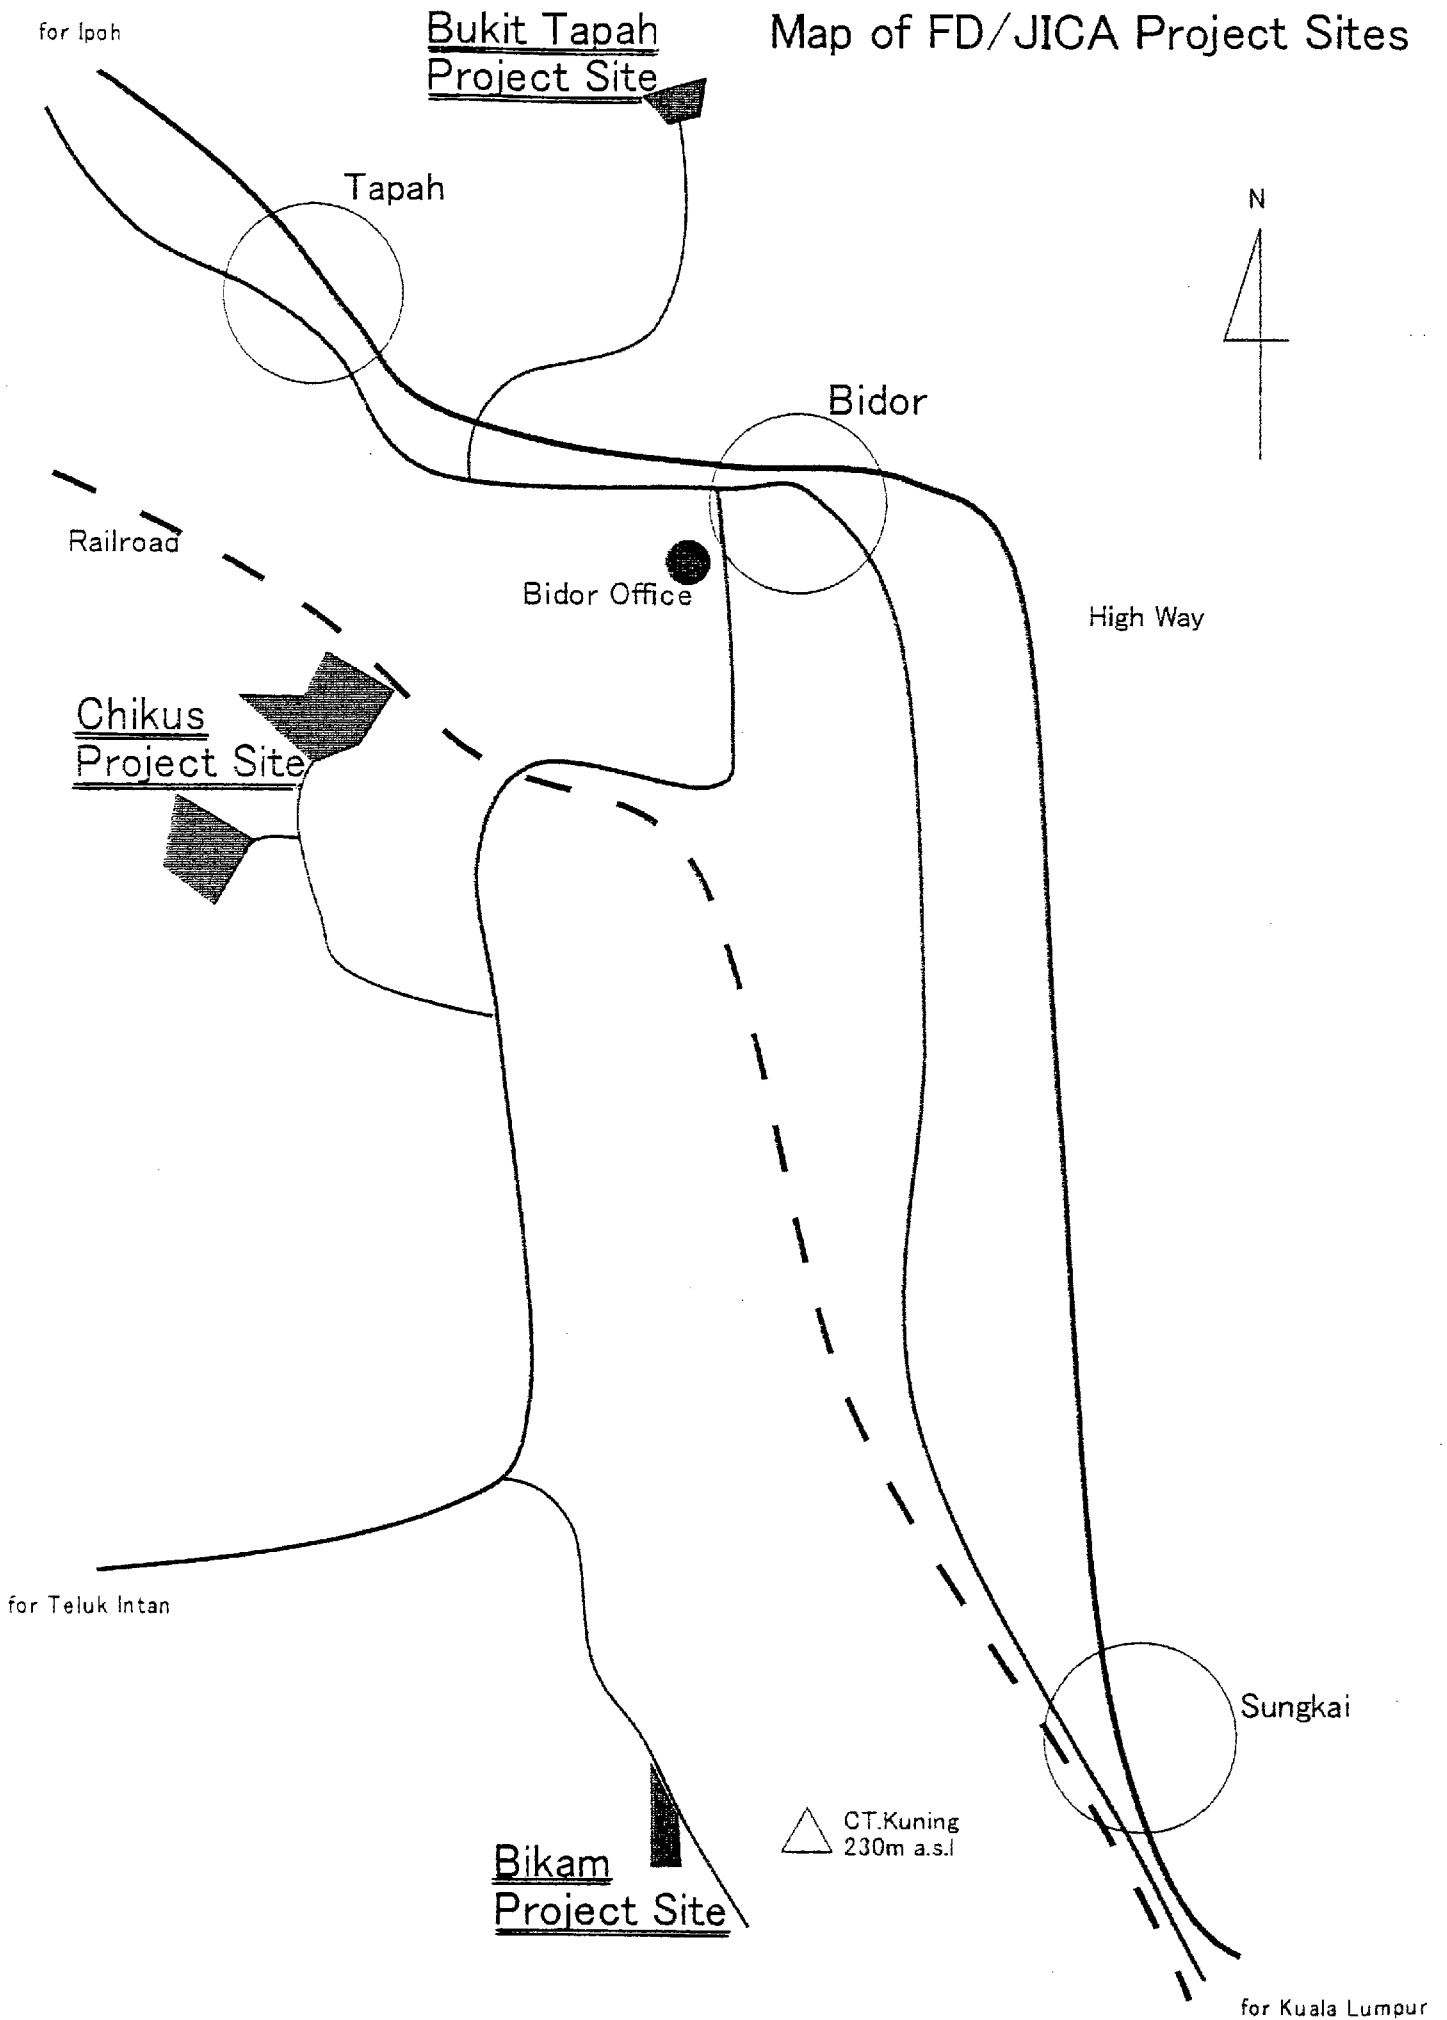 for Ipoh
Bukit Tapah
Project Site
Map of FD/JICA Project Sites
Tapah
N
Bidor
Railroad
Bidor Office
High Way
Chikus
Project Site
for Teluk Intan
Sungkai
CT.Kuning
230m a.s.l
Bikam
Project Site
for Kuala Lumpur